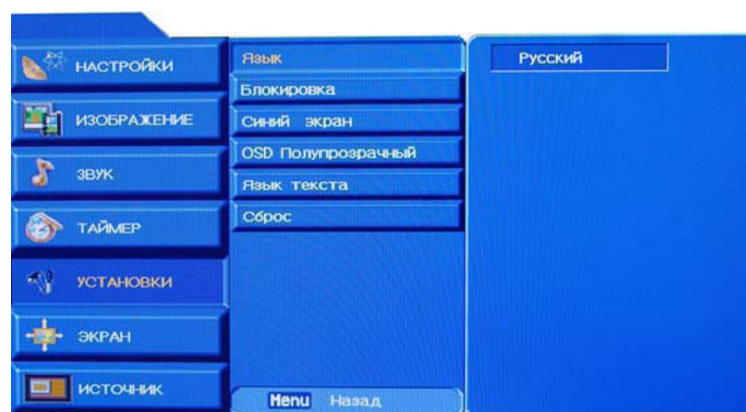 НАСТРОЙКИ
ИЗОБРАЖЕНИЕ
ЗВУК
ТАЙМЕР
УСТАНОВКИ
ЭКРАН
ИСТОЧНИК
Язык
Блокировка
Синий экран
OSD Полупрозрачный
Язык текста
Сброс
Menu Назад
Русский